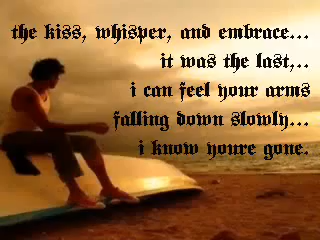 the kiss, whisper, and embrace...
it was the last,..
i can feel your arms
falling down slowly...
i know youre gone.